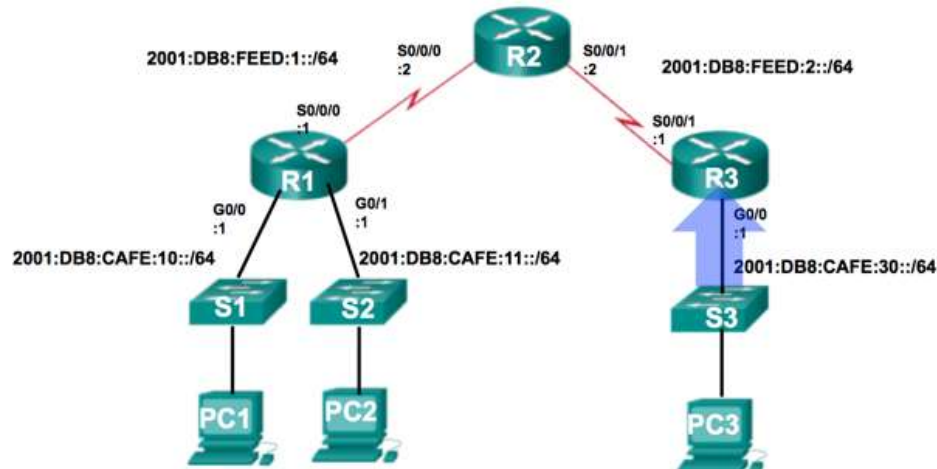 R2
S0/0/0
:2
S0/0/1
:2
2001:DB8:FEED:1::/64
2001:DB8:FEED:2::/64
S0/0/0
:1
S0/0/1
:1
R1
R3
G0/0
:1
G0/1
:1
G0/0
:1
2001:DB8:CAFE:10::/64
2001:DB8:CAFE:11::/64
2001:DB8:CAFE:30::/64
S1
S2
S3
PC1
PC2
PC3